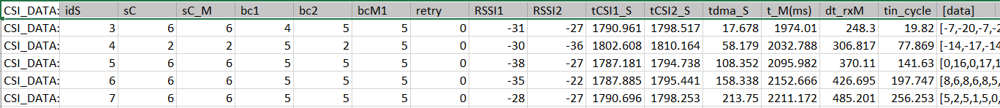 CSI_DATA: idS sC sC_M bc1 bc2 bcM1 retry RSSI1 RSSI2 tCSI1_S tCSI2_S tdma_S t_M(ms) dt_rxM tin_cycle [data]
CSI_DATA: 3 6 6 4 5 5 0 -31 -27 1790.961 1798.517 17.678 1974.01 248.3 19.82 [-7,-20,-7,-2
CSI_DATA: 4 2 2 5 2 5 0 -30 -36 1802.608 1810.164 58.179 2032.788 306.817 77.869 [-14,-17,-14
CSI_DATA: 5 6 6 5 5 5 0 -38 -27 1787.181 1794.738 108.352 2095.982 370.11 141.63 [0,16,0,17,1
CSI_DATA: 6 6 6 5 5 5 0 -35 -22 1787.885 1795.441 158.338 2152.666 426.695 197.747 [8,6,8,6,8,5,
CSI_DATA: 7 6 6 5 5 5 0 -28 -27 1790.696 1798.253 213.75 2211.172 485.201 256.253 [5,2,5,1,5,0,